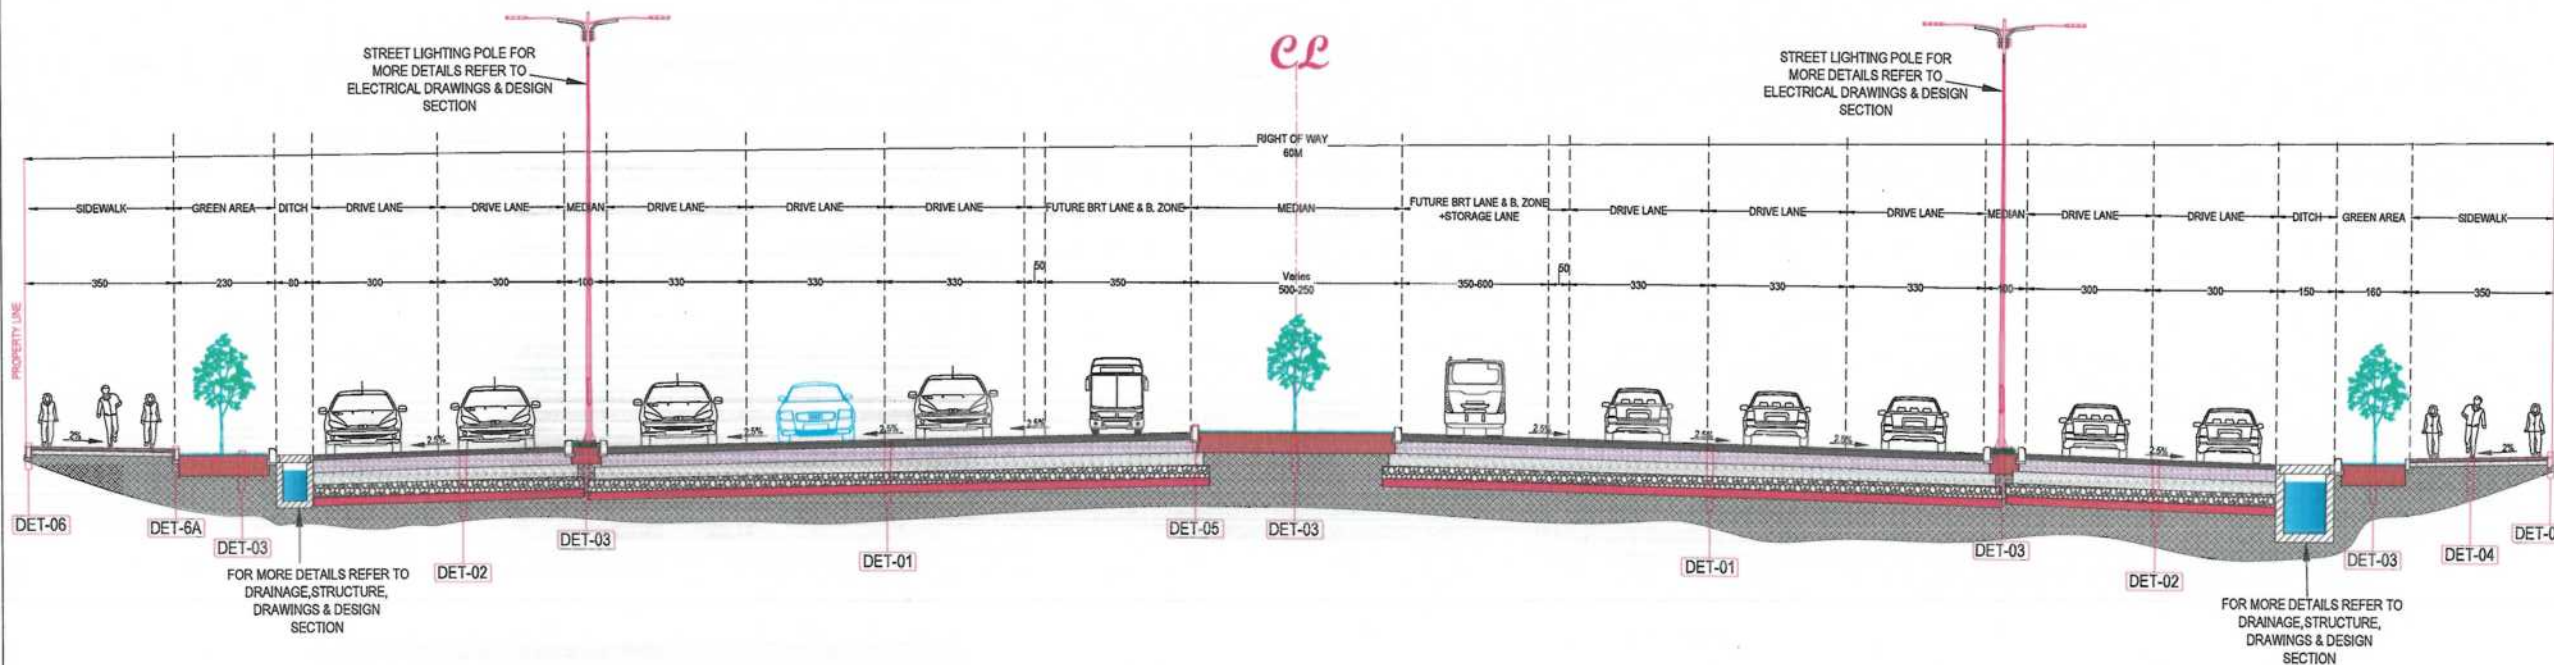 STREET LIGHTING POLE FOR
MORE DETAILS REFER TO
ELECTRICAL DRAWINGS & DESIGN
SECTION
CL
STREET LIGHTING POLE FOR
MORE DETAILS REFER TO
ELECTRICAL DRAWINGS & DESIGN
SECTION
RIGHT OF WAY
60M
SIDEWALK GREEN AREA DITCH DRIVE LANE DRIVE LANE MEDIAN DRIVE LANE DRIVE LANE DRIVE LANE FUTURE BRT LANE & B. ZONE MEDIAN FUTURE BRT LANE & B. ZONE
+STORAGE LANE
DRIVE LANE DRIVE LANE DRIVE LANE MEDIAN DRIVE LANE DRIVE LANE DITCH GREEN AREA SIDEWALK
350 230 80 300 300 100 330 330 330 50 350
Varies
500-250
350-600 50 330 330 330 100 300 300 150 160 350
PROPERTY LINE
2% 2.5% 2.5% 2.5% 2.5% 2.5% 2.5% 2.5% 2.5% 2%
DET-06 DET-6A DET-03 DET-02 DET-03 DET-01 DET-05 DET-03 DET-01 DET-03 DET-02 DET-03 DET-04
FOR MORE DETAILS REFER TO
DRAINAGE,STRUCTURE,
DRAWINGS & DESIGN
SECTION
FOR MORE DETAILS REFER TO
DRAINAGE,STRUCTURE,
DRAWINGS & DESIGN
SECTION